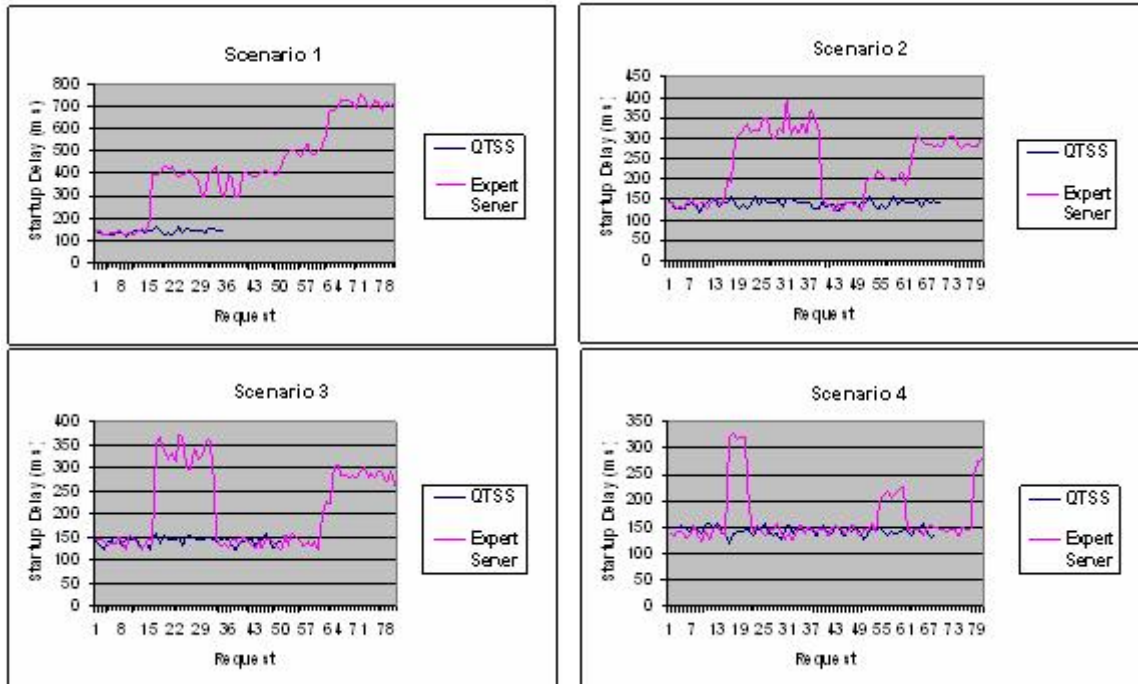 Scenario 1
800
700
600
500
400
300
200
100
0
Startup Delay (ms)
1 8 15 22 29 36 43 50 57 64 71 78
Request
QTSS
Expert
Server
Scenario 2
450
400
350
300
250
200
150
100
50
0
Startup Delay (ms)
1 7 13 19 25 31 37 43 49 55 61 67 73 79
Request
QTSS
Expert
Server
Scenario 3
400
350
300
250
200
150
100
50
0
Startup Delay (ms)
1 8 15 22 29 36 43 50 57 64 71 78
Request
QTSS
Expert
Server
Scenario 4
350
300
250
200
150
100
50
0
Startup Delay (ms)
1 7 13 19 25 31 37 43 49 55 61 67 73 79
Request
QTSS
Expert
Server